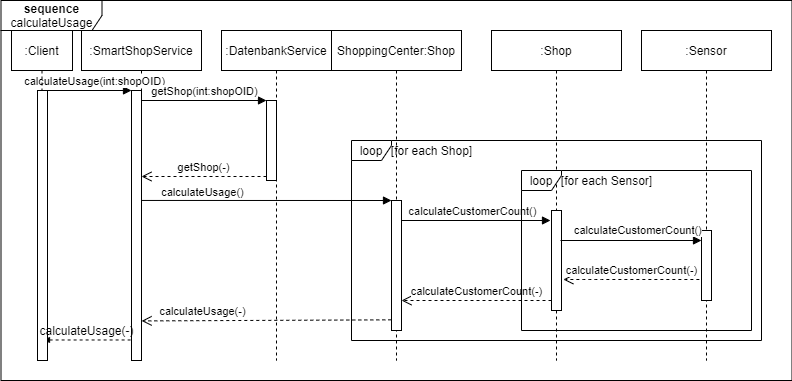 sequence
calculateUsage
:Client
:SmartShopService
:DatenbankService
ShoppingCenter:Shop
:Shop
:Sensor
calculateUsage(int:shopOID)
getShop(int:shopOID)
loop
[for each Shop]
getShop(-)
loop
[for each Sensor]
calculateUsage()
calculateCustomerCount()
calculateCustomerCount()
calculateCustomerCount(-)
calculateCustomerCount(-)
calculateUsage(-)
calculateUsage(-)